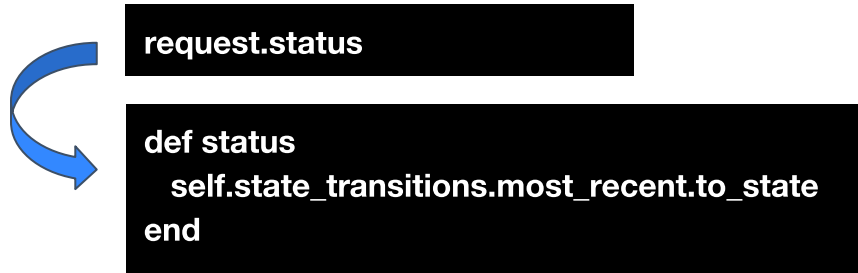 request.status
def status
self.state_transitions.most_recent.to_state
end